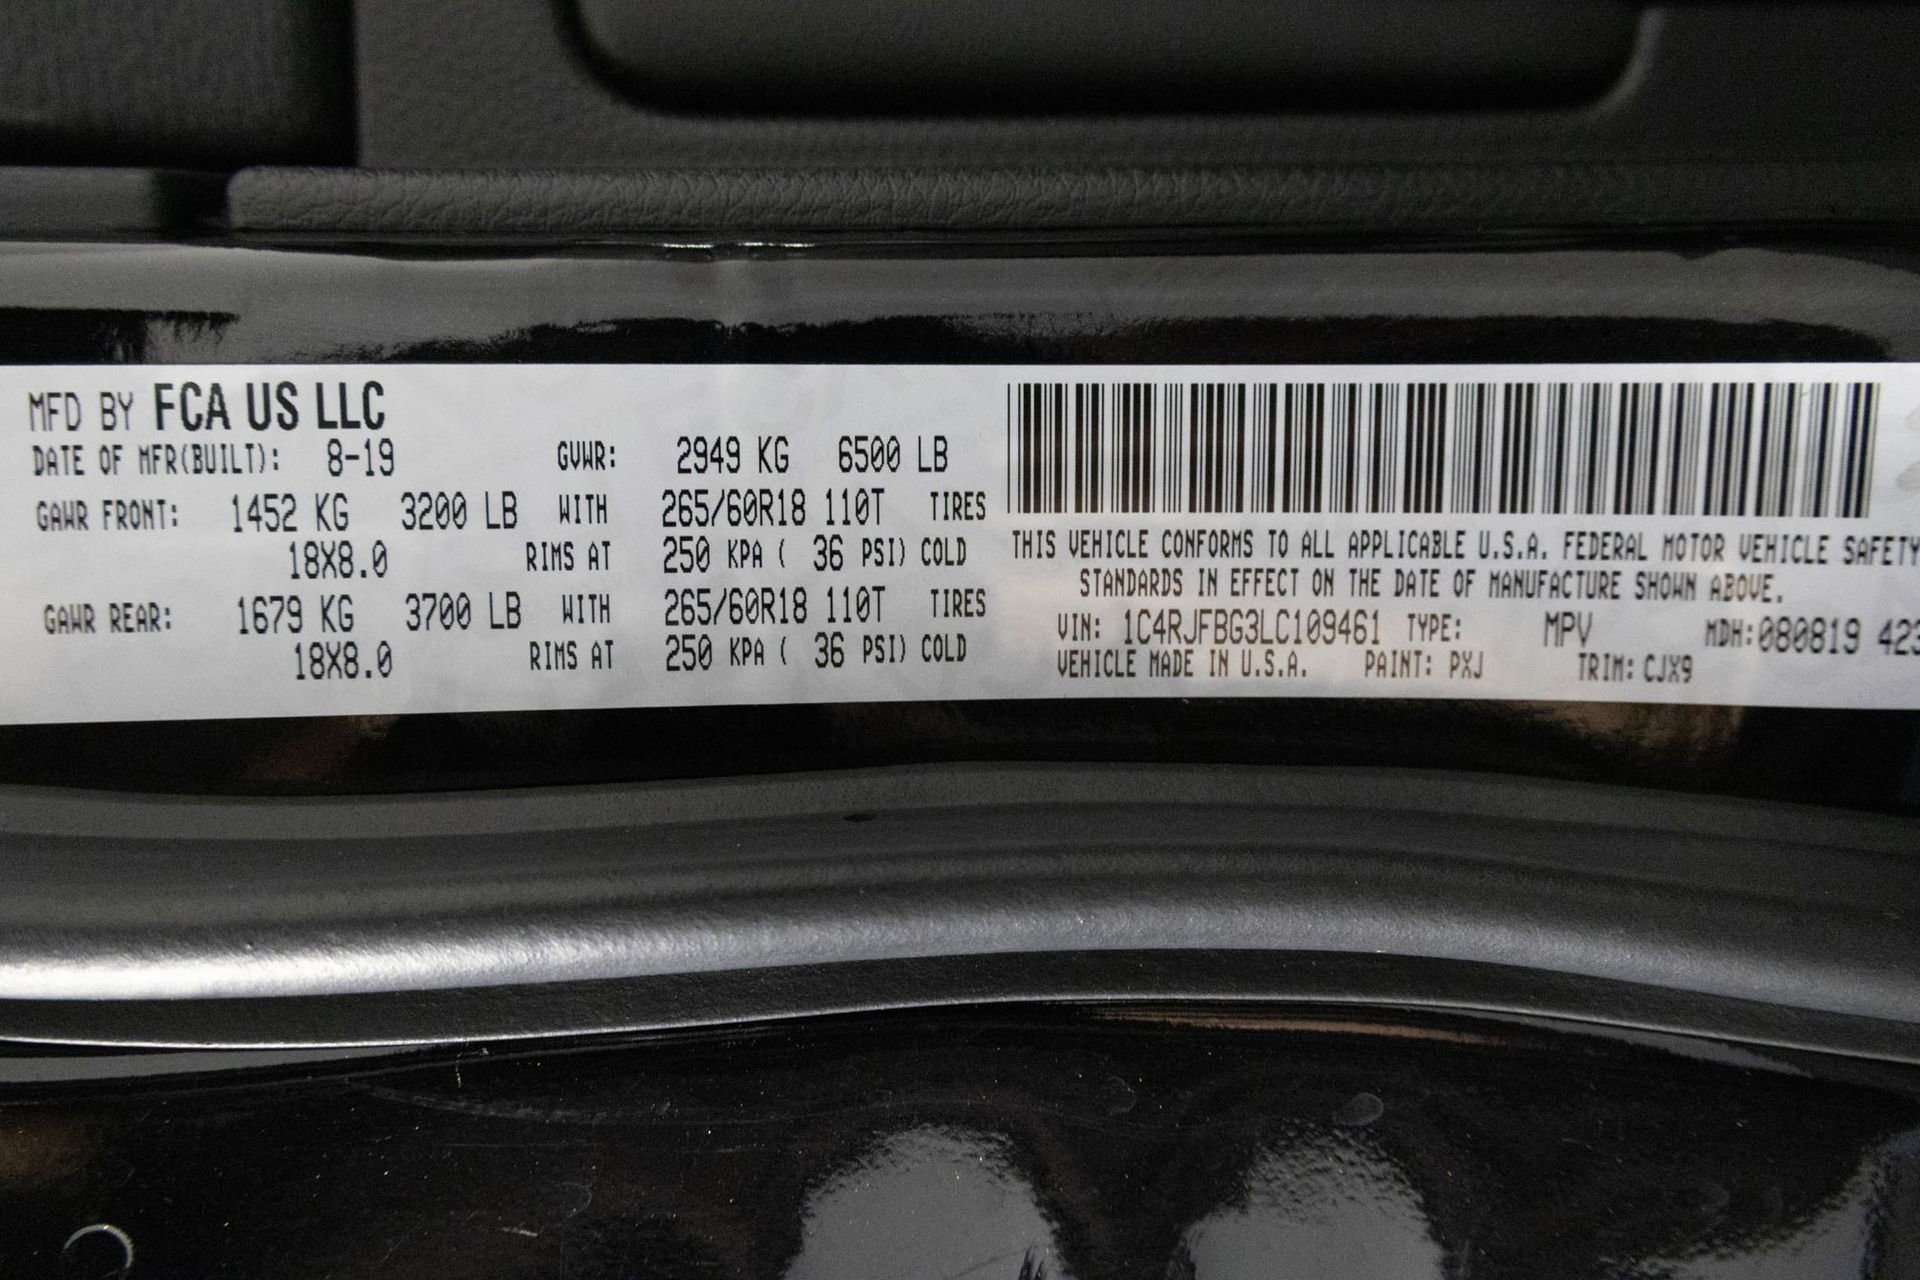 MFD BY FCA US LLC
DATE OF MFR(BUILT): 8-19 GVWR: 2949 KG 6500 LB
GAWR FRONT: 1452 KG 3200 LB WITH 265/60R18 110T TIRES
18X8.0 RIMS AT 250 KPA ( 36 PSI) COLD
GAWR REAR: 1679 KG 3700 LB WITH 265/60R18 110T TIRES
18X8.0 RIMS AT 250 KPA ( 36 PSI) COLD
THIS VEHICLE CONFORMS TO ALL APPLICABLE U.S.A. FEDERAL MOTOR VEHICLE SAFETY
STANDARDS IN EFFECT ON THE DATE OF MANUFACTURE SHOWN ABOVE.
VIN: 1C4RJFBG3LC109461 TYPE: MPV MDH:080819 423
VEHICLE MADE IN U.S.A. PAINT: PXJ TRIM: CJX9